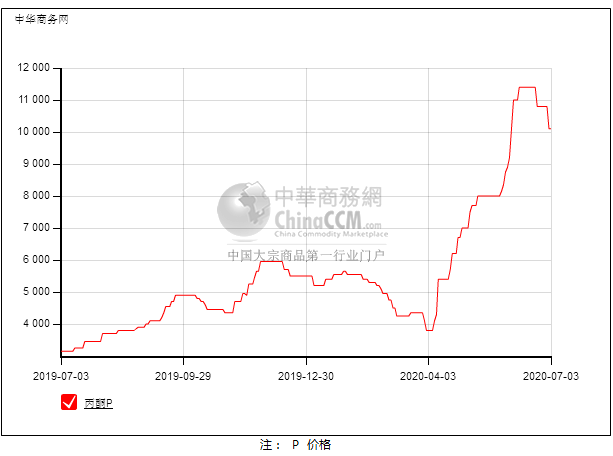 中华商务网
12 000
11 000
10 000
9 000
8 000
7 000
6 000
5 000
4 000
中華商務網
ChinaCCM.com
China Commodity Marketplace
中国大宗商品第一行业门户
2019-07-03 2019-09-29 2019-12-30 2020-04-03 2020-07-03
丙酮P
注： P 价格